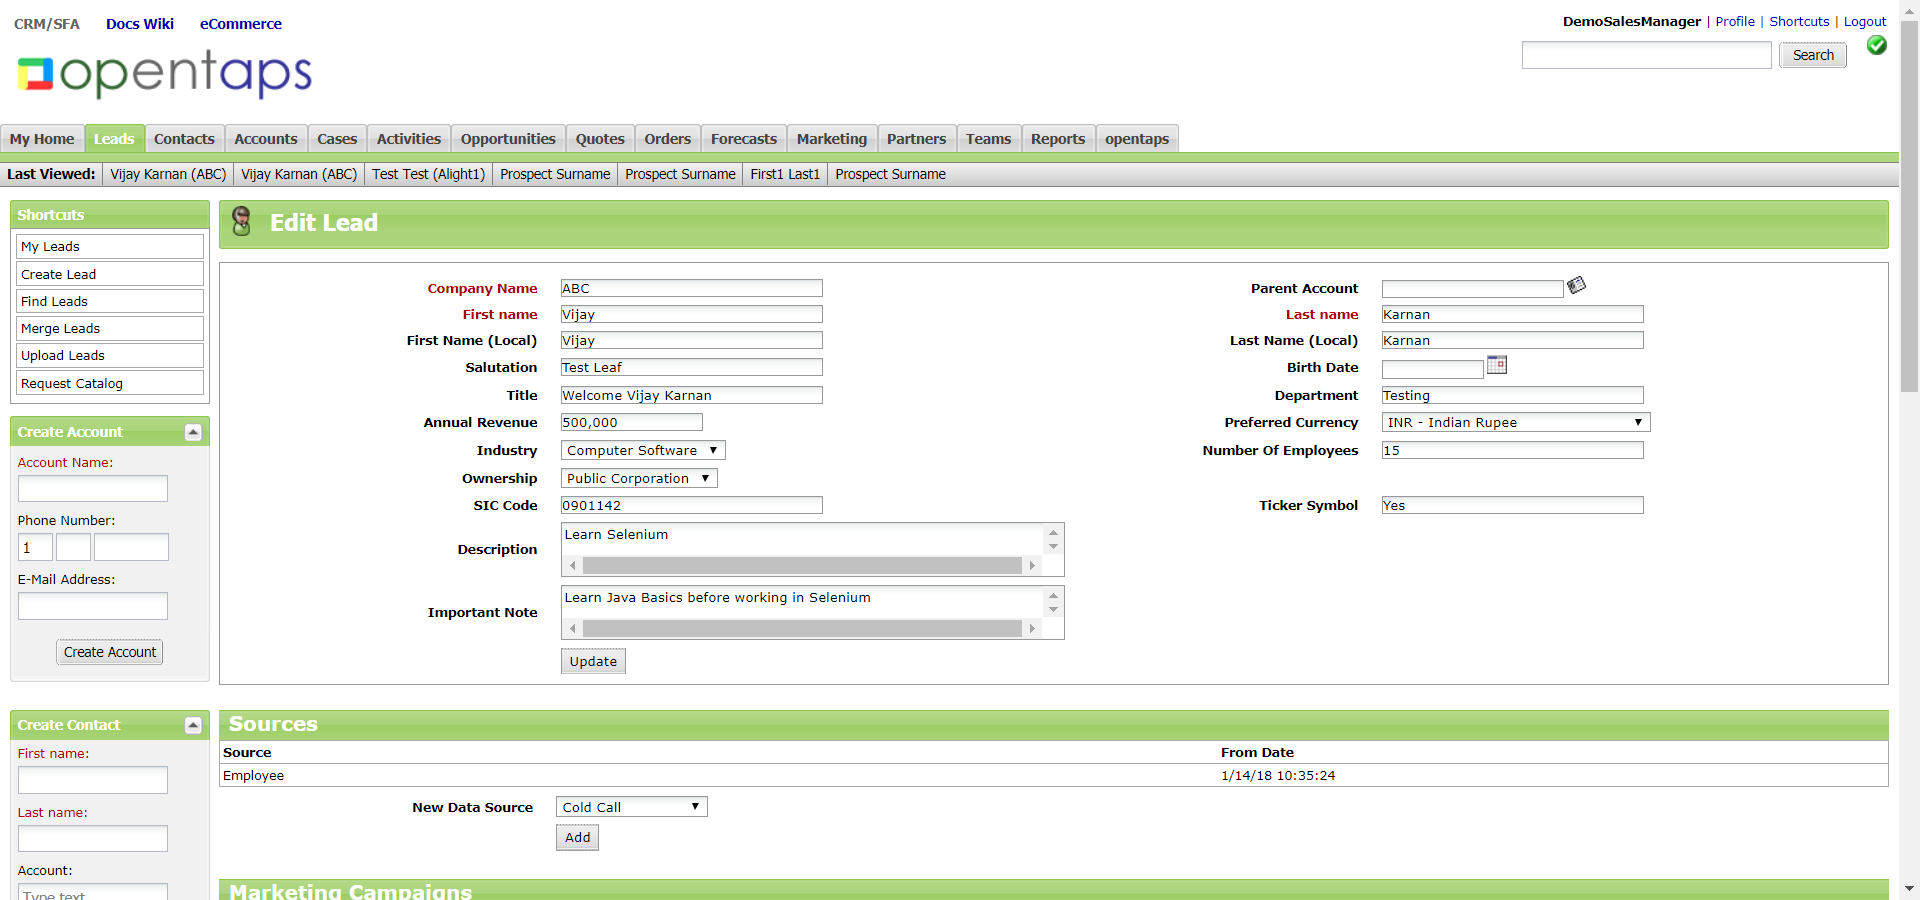 CRM/SFA Docs Wiki eCommerce
DemoSalesManager | Profile | Shortcuts | Logout
Search
opentaps
My Home Leads Contacts Accounts Cases Activities Opportunities Quotes Orders Forecasts Marketing Partners Teams Reports opentaps
Last Viewed: Vijay Karnan (ABC) Vijay Karnan (ABC) Test Test (Alight1) Prospect Surname Prospect Surname First1 Last1 Prospect Surname
Shortcuts
My Leads
Create Lead
Find Leads
Merge Leads
Upload Leads
Request Catalog
Create Account
Account Name:
Phone Number:
1
E-Mail Address:
Create Account
Create Contact
First name:
Last name:
Account:
Type text
Edit Lead
Company Name ABC Parent Account
First name Vijay Last name Karnan
First Name (Local) Vijay Last Name (Local) Karnan
Salutation Test Leaf Birth Date
Title Welcome Vijay Karnan Department Testing
Annual Revenue 500,000 Preferred Currency INR - Indian Rupee
Industry Computer Software Number Of Employees 15
Ownership Public Corporation
SIC Code 0901142 Ticker Symbol Yes
Description Learn Selenium
Important Note Learn Java Basics before working in Selenium
Update
Sources
Source From Date
Employee 1/14/18 10:35:24
New Data Source Cold Call
Add
Marketing Campaigns